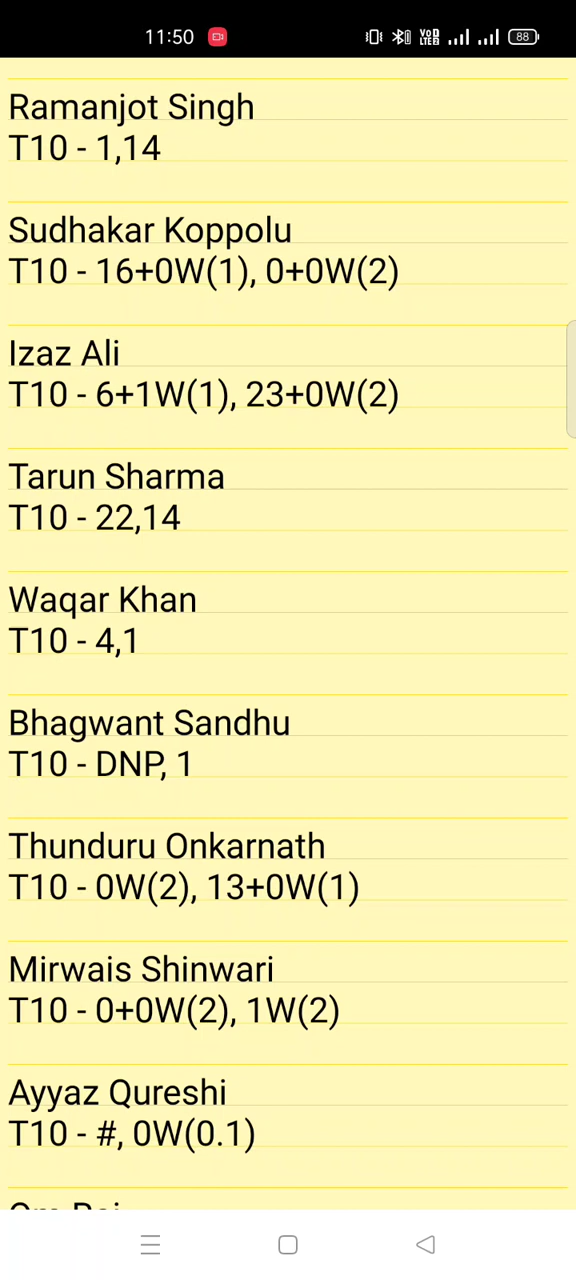 11:50 VoD LTE2 88
Ramanjot Singh
T10 - 1,14
Sudhakar Koppolu
T10 - 16+0W(1), 0+0W(2)
Izaz Ali
T10 - 6+1W(1), 23+0W(2)
Tarun Sharma
T10 - 22,14
Waqar Khan
T10 - 4,1
Bhagwant Sandhu
T10 - DNP, 1
Thunduru Onkarnath
T10 - 0W(2), 13+0W(1)
Mirwais Shinwari
T10 - 0+0W(2), 1W(2)
Ayyaz Qureshi
T10 - #, 0W(0.1)